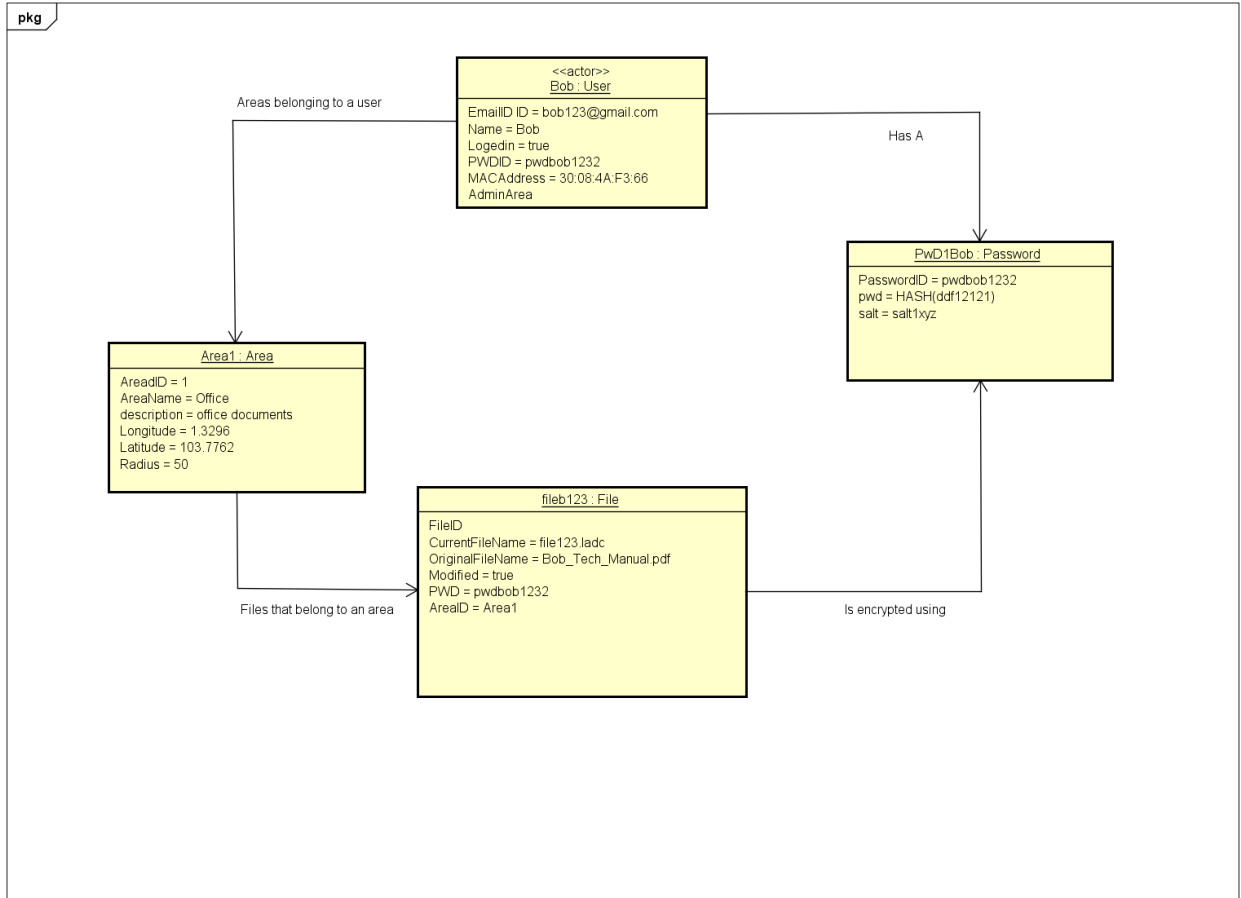 pkg
<<actor>>
Bob : User
EmailID ID = bob123@gmail.com
Name = Bob
Logedin = true
PWDID = pwdbob1232
MACAddress = 30:08:4A:F3:66
AdminArea
Areas belonging to a user
Has A
PwD1Bob : Password
PasswordID = pwdbob1232
pwd = HASH(ddf12121)
salt = salt1xyz
Area1 : Area
AreadID = 1
AreaName = Office
description = office documents
Longitude = 1.3296
Latitude = 103.7762
Radius = 50
fileb123 : File
FileID
CurrentFileName = file123.ladc
OriginalFileName = Bob_Tech_Manual.pdf
Modified = true
PWD = pwdbob1232
AreaID = Area1
Files that belong to an area
Is encrypted using